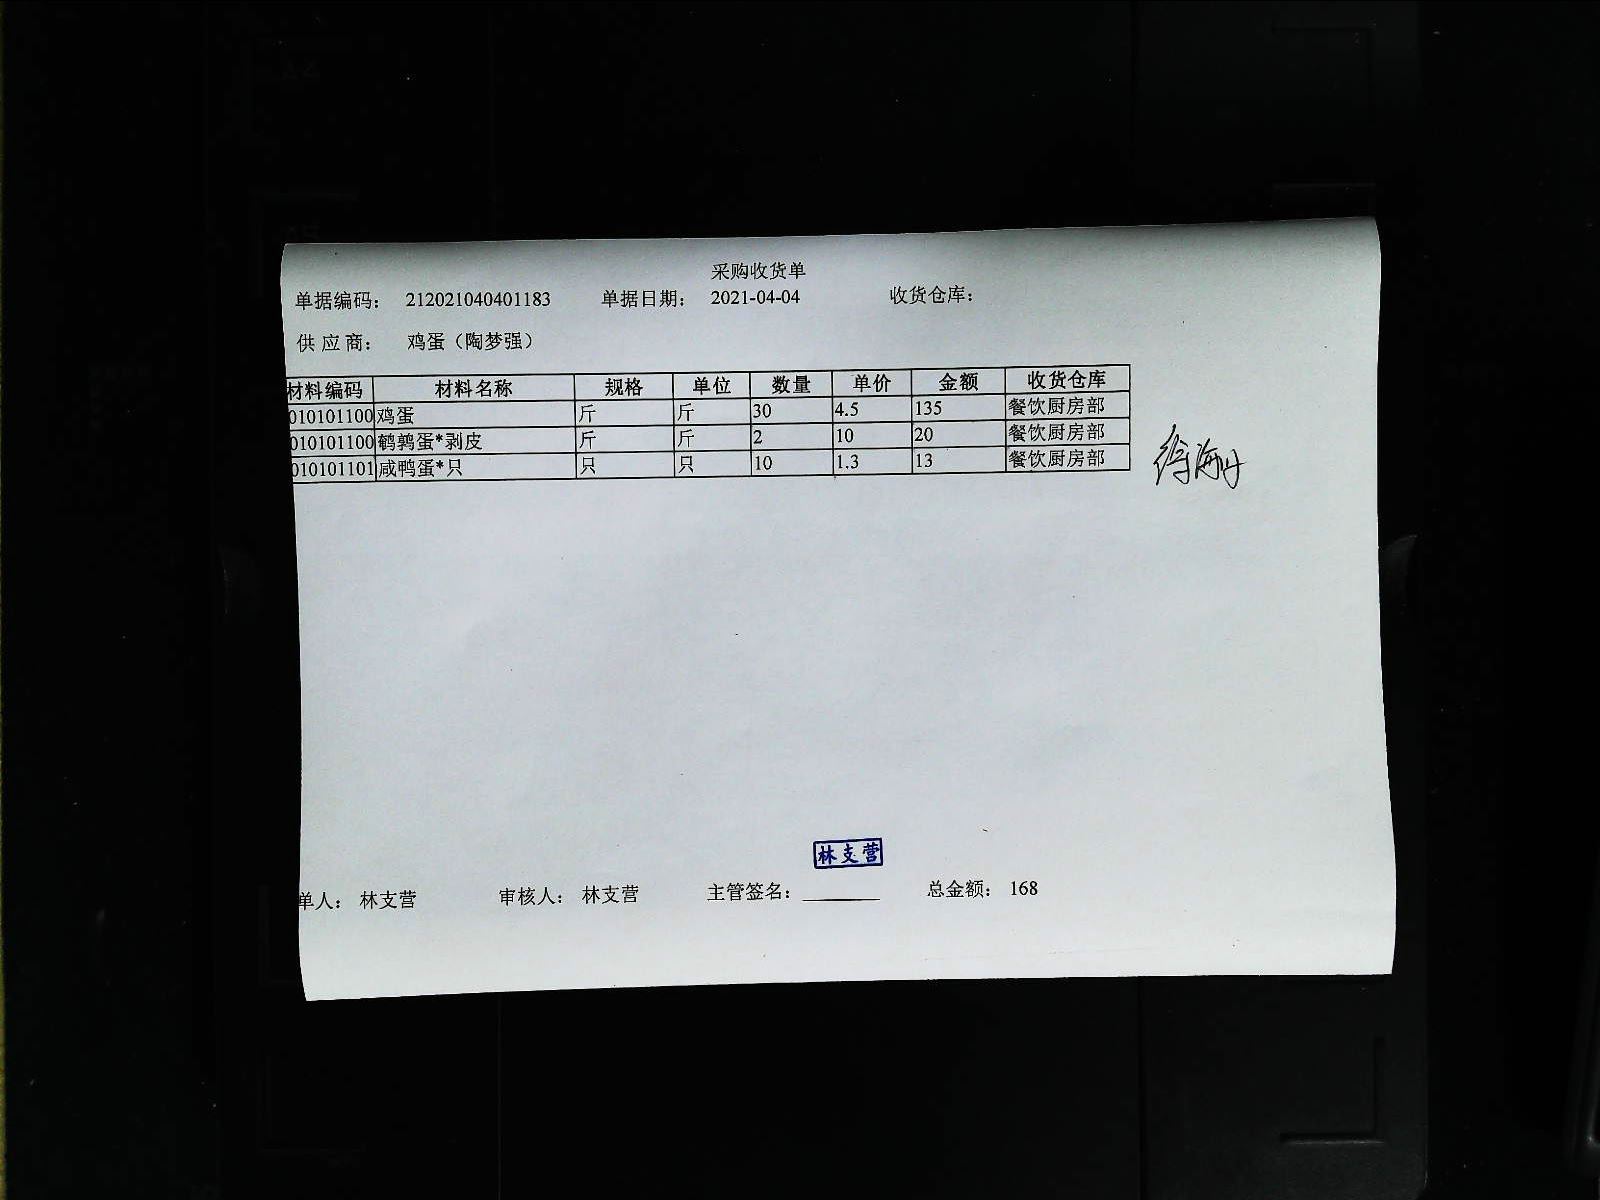 采购收货单
单据编码: 212021040401183 单据日期: 2021-04-04 收货仓库:
供应商: 鸡蛋（陶梦强）
材料编码 材料名称 规格 单位 数量 单价 金额 收货仓库
010101100 鸡蛋 斤 斤 30 4.5 135 餐饮厨房部
010101100 鹌鹑蛋*剥皮 斤 斤 2 10 20 餐饮厨房部
010101101 咸鸭蛋*只 只 只 10 1.3 13 餐饮厨房部
林支营
单人: 林支营 审核人: 林支营 主管签名: 总金额: 168